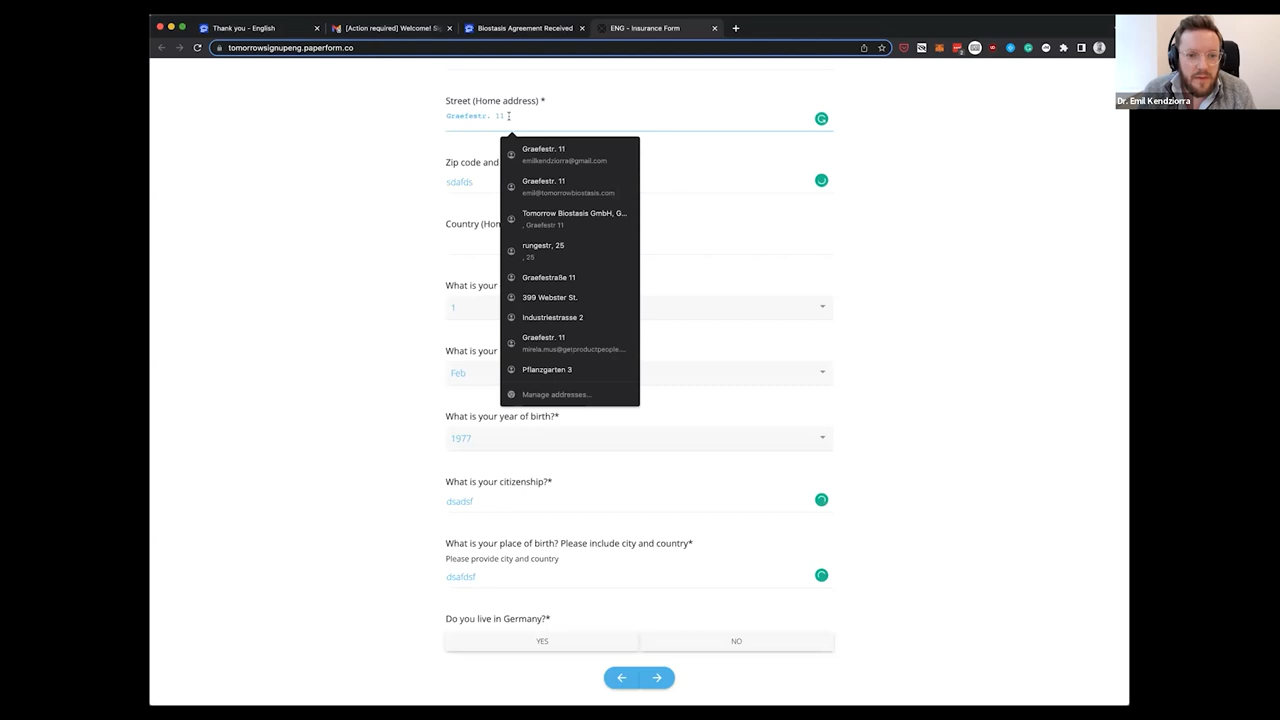 Thank you - English
[Action required] Welcome! Si
Biostasis Agreement Received
ENG - Insurance Form
tomorrowsignupeng.paperform.co
Dr. Emil Kendziorra
Street (Home address) *
Graefestr. 11
Graefestr. 11
emilkendziorra@gmail.com
Graefestr. 11
emil@tomorrowbiostasis.com
Tomorrow Biostasis GmbH, G...
, Graefestr 11
rungestr, 25
, 25
Graefestraße 11
399 Webster St.
Industriestrasse 2
Graefestr. 11
mirela.mus@getproductpeople....
Pflanzgarten 3
Manage addresses...
Zip code and
sdafds
Country (Hon
What is your
1
What is your
Feb
What is your year of birth?*
1977
What is your citizenship?*
dsadsf
What is your place of birth? Please include city and country*
Please provide city and country
dsafdsf
Do you live in Germany?*
YES
NO